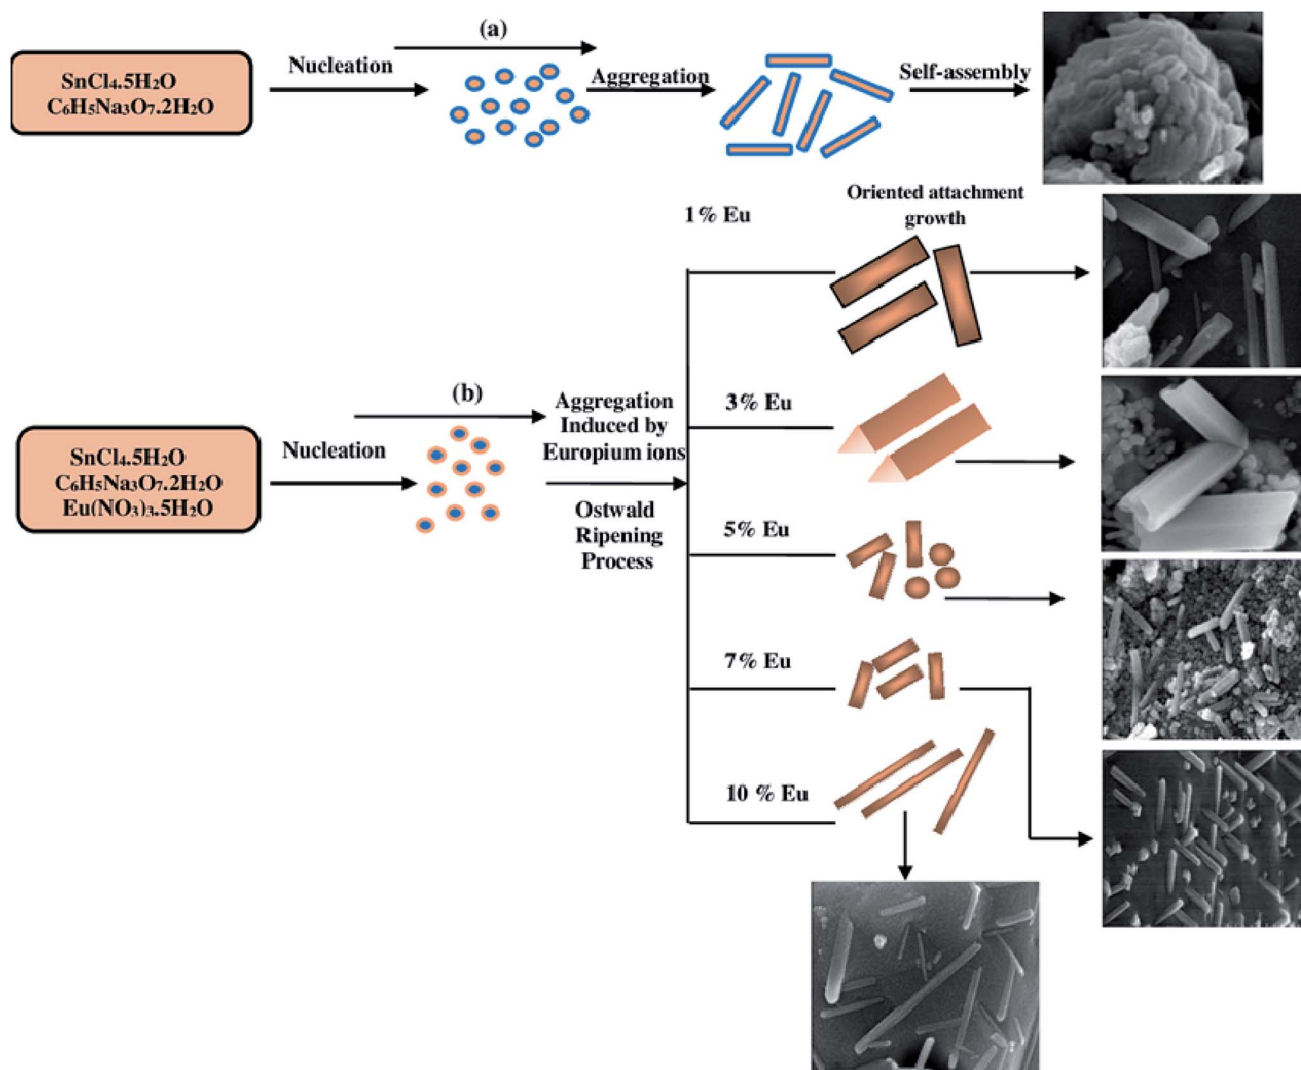 (a)
SnCl₄.5H₂O
C₆H₅Na₃O₇.2H₂O
Nucleation
Aggregation
Self-assembly
1% Eu
Oriented attachment
growth
3% Eu
(b)
Aggregation
Induced by
Europium ions
SnCl₄.5H₂O
C₆H₅Na₃O₇.2H₂O
Eu(NO₃)₃.5H₂O
Nucleation
Ostwald
Ripening
Process
5% Eu
7% Eu
10 % Eu